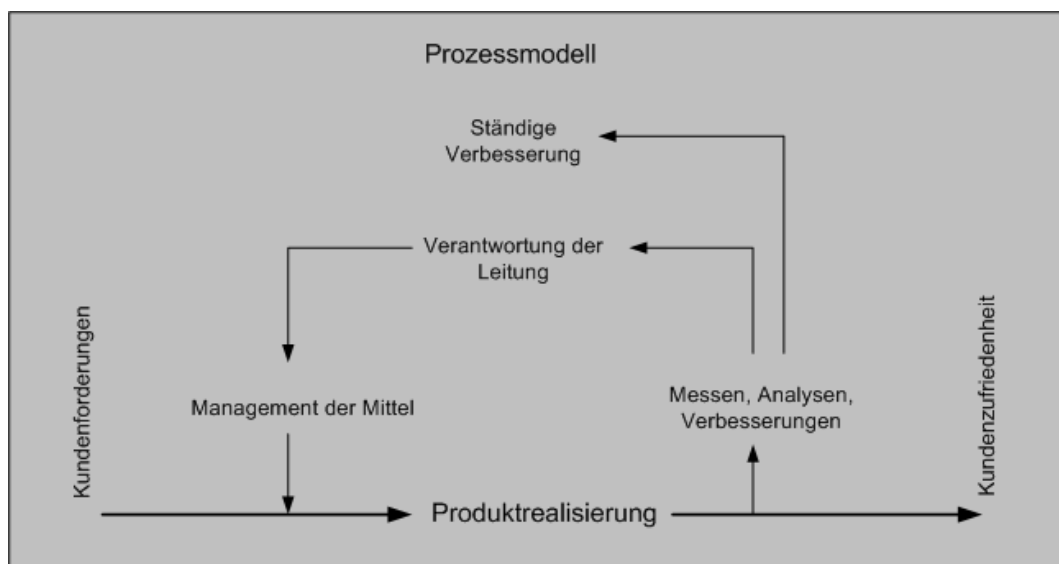 Prozessmodell
Ständige
Verbesserung
Verantwortung der
Leitung
Kundenforderungen
Management der Mittel
Messen, Analysen,
Verbesserungen
Kundenzufriedenheit
Produktrealisierung